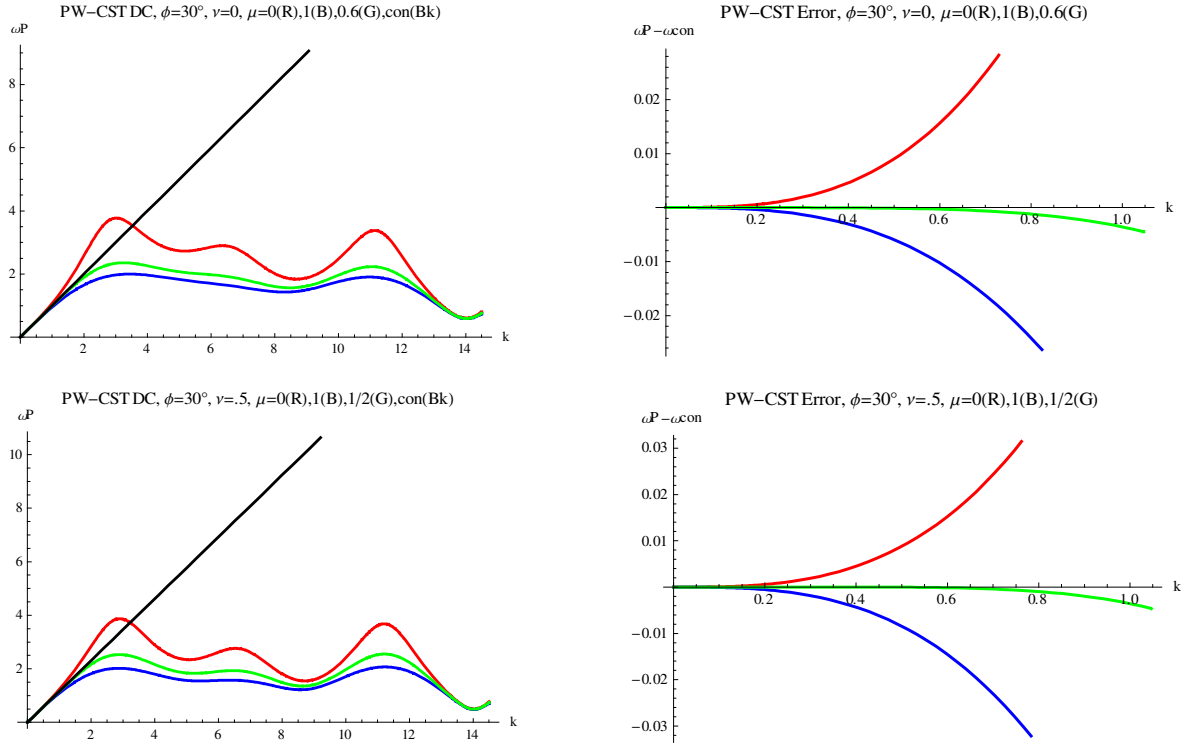 PW−CST DC, ϕ=30°, ν=0, μ=0(R),1(B),0.6(G),con(Bk)
ωP
8
6
4
2
2 4 6 8 10 12 14
k
PW−CST Error, ϕ=30°, ν=0, μ=0(R),1(B),0.6(G)
ωP−ωcon
0.02
0.01
0.2 0.4 0.6 0.8 1.0
k
−0.01
−0.02
PW−CST DC, ϕ=30°, ν=.5, μ=0(R),1(B),1/2(G),con(Bk)
ωP
10
8
6
4
2
2 4 6 8 10 12 14
k
PW−CST Error, ϕ=30°, ν=.5, μ=0(R),1(B),1/2(G)
ωP−ωcon
0.03
0.02
0.01
0.2 0.4 0.6 0.8 1.0
k
−0.01
−0.02
−0.03